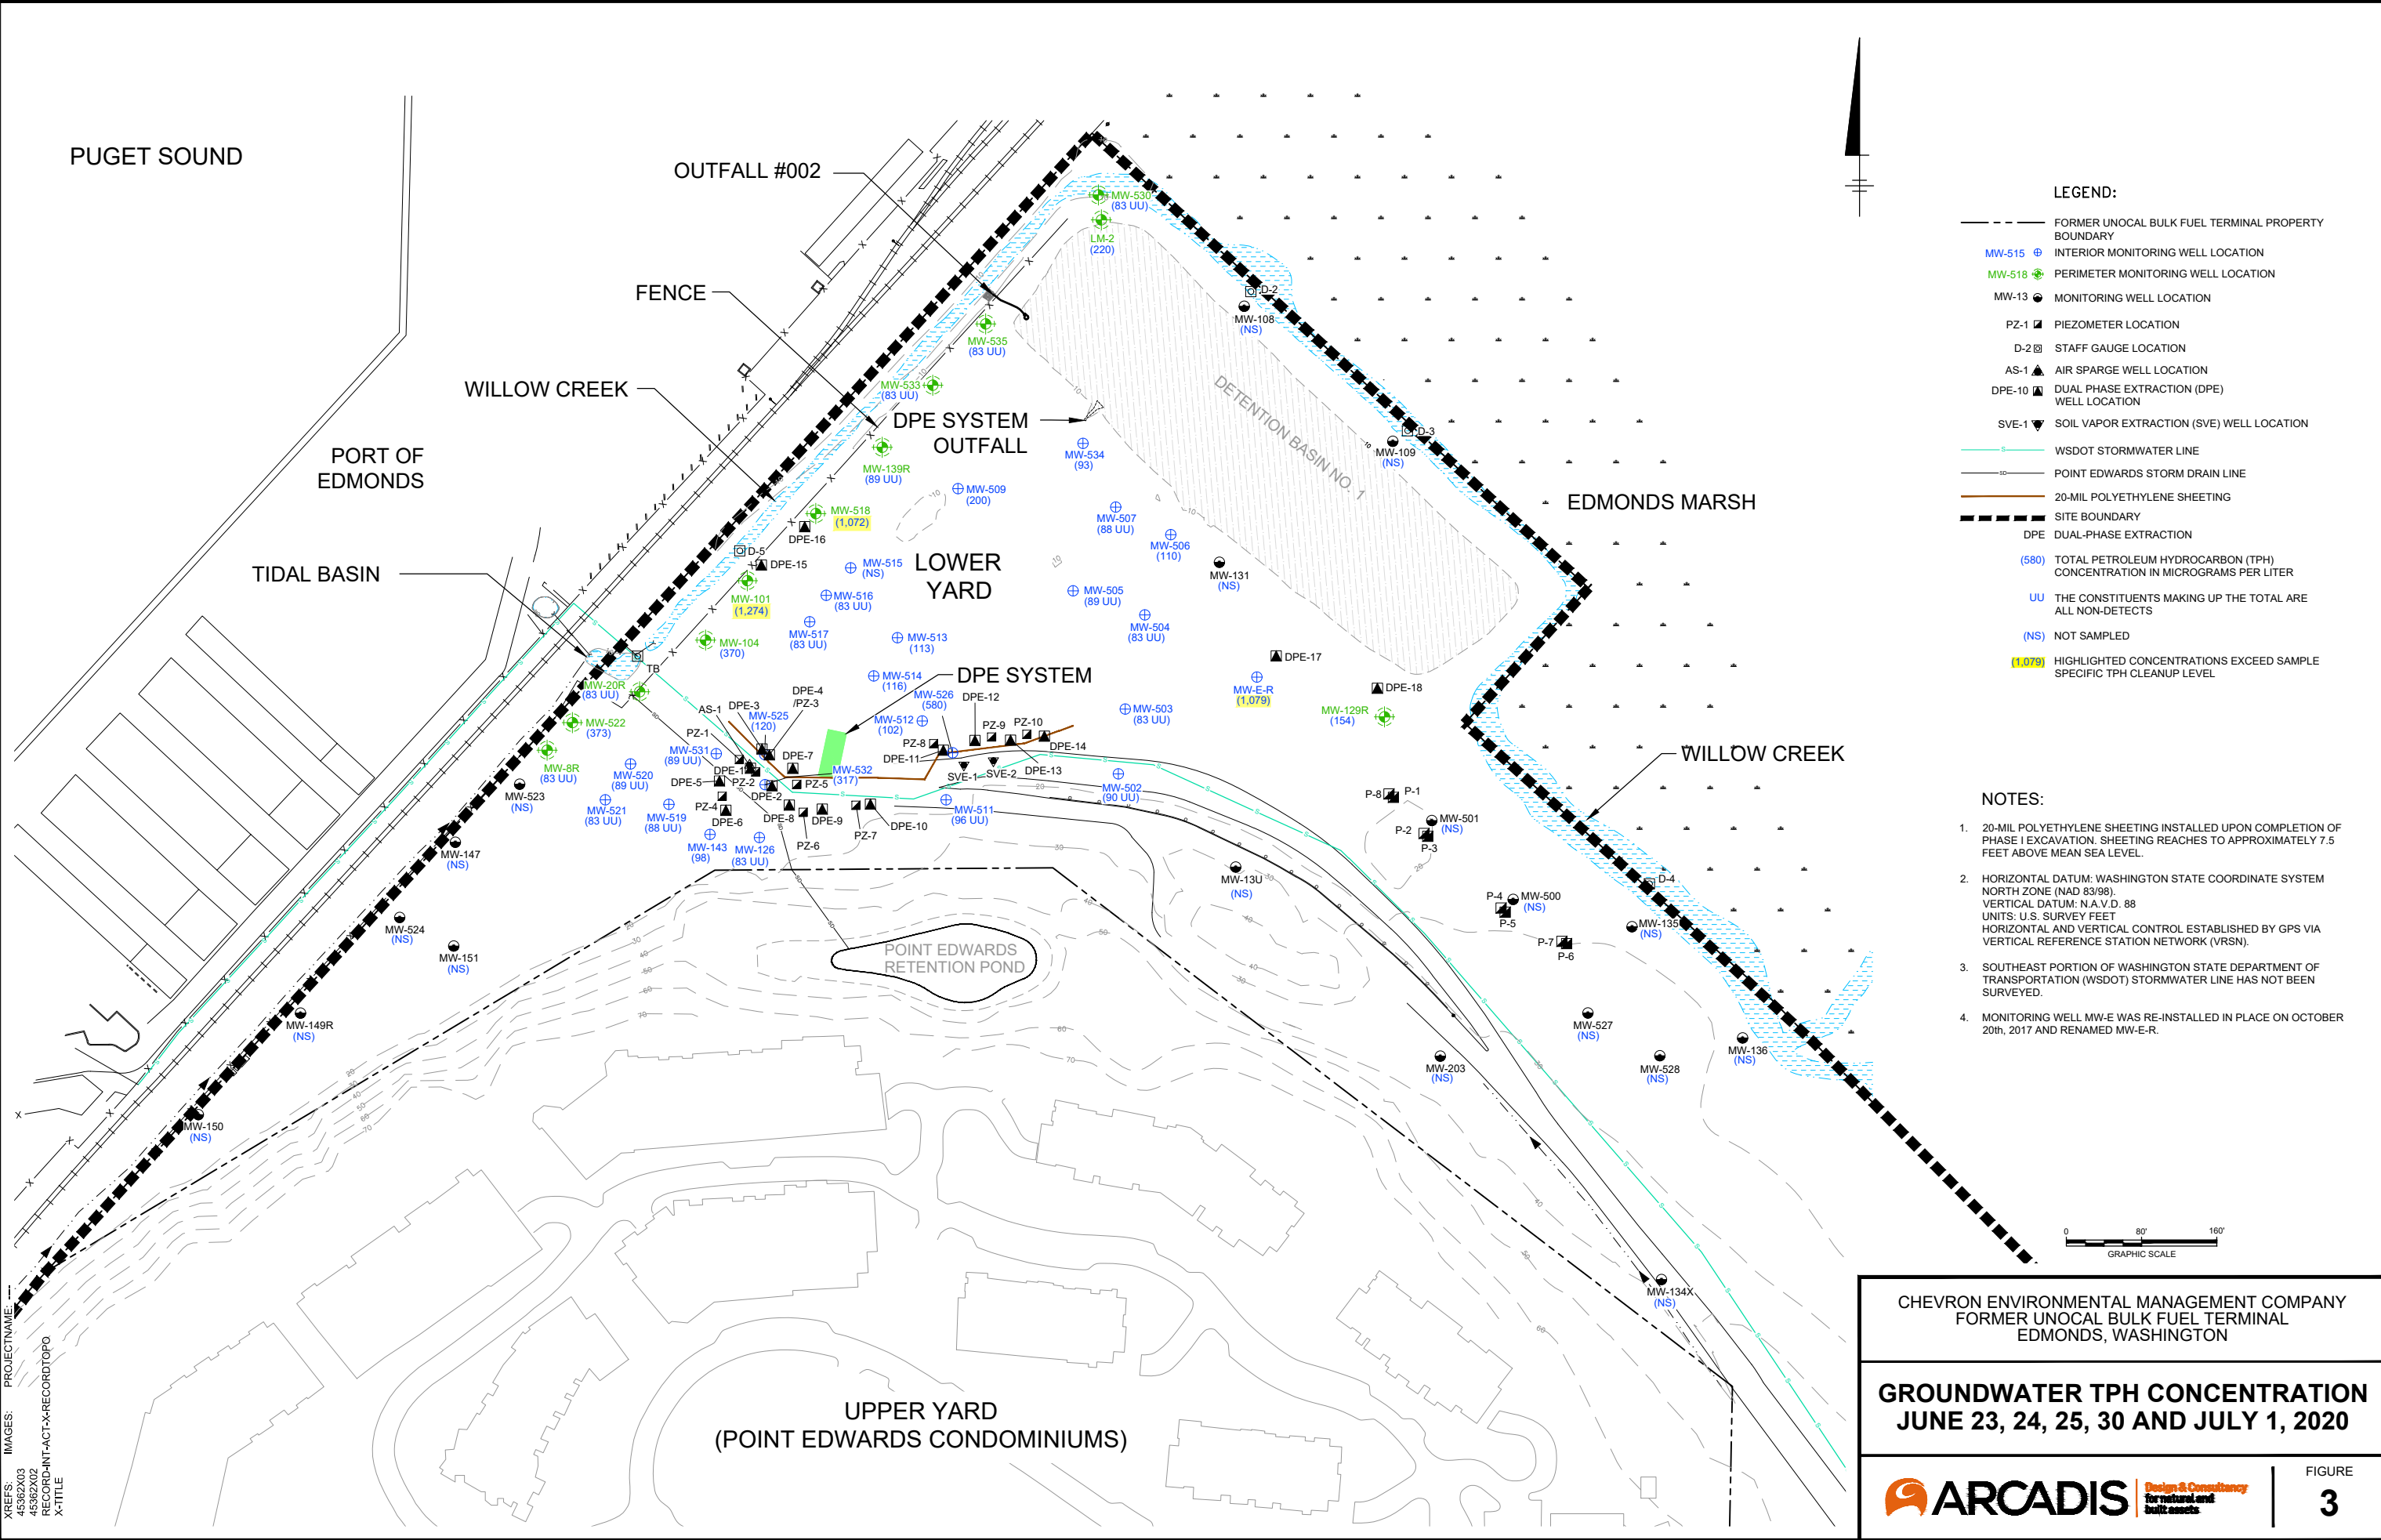 PUGET SOUND
OUTFALL #002
FENCE
WILLOW CREEK
PORT OF
EDMONDS
TIDAL BASIN
DPE SYSTEM
OUTFALL
LOWER
YARD
DPE SYSTEM
DETENTION BASIN NO. 1
EDMONDS MARSH
WILLOW CREEK
POINT EDWARDS
RETENTION POND
UPPER YARD
(POINT EDWARDS CONDOMINIUMS)
MW-530
(83 UU)
LM-2
(220)
D-2
MW-108
(NS)
MW-535
(83 UU)
MW-533
(83 UU)
D-3
MW-109
(NS)
MW-534
(93)
MW-139R
(89 UU)
MW-509
(200)
MW-518
(1,072)
DPE-16
MW-507
(88 UU)
MW-506
(110)
D-5
DPE-15
MW-515
(NS)
MW-131
(NS)
MW-101
(1,274)
MW-516
(83 UU)
MW-505
(89 UU)
MW-517
(83 UU)
MW-504
(83 UU)
MW-104
(370)
MW-513
(113)
TB
DPE-17
MW-514
(116)
MW-E-R
(1,079)
DPE-18
MW-20R
(83 UU)
MW-526
(580)
DPE-12
DPE-4
/PZ-3
AS-1
DPE-3
MW-525
(120)
MW-512
(102)
MW-503
(83 UU)
MW-129R
(154)
MW-522
(373)
PZ-9
PZ-10
PZ-1
PZ-8
DPE-14
MW-8R
(83 UU)
MW-531
(89 UU)
DPE-7
DPE-11
MW-520
(89 UU)
DPE-1
MW-532
(317)
SVE-1
SVE-2
DPE-13
DPE-5
PZ-2
PZ-5
MW-502
(90 UU)
MW-523
(NS)
MW-521
(83 UU)
MW-519
(88 UU)
PZ-4
DPE-2
DPE-6
DPE-8
DPE-9
DPE-10
MW-511
(96 UU)
PZ-7
PZ-6
MW-143
(98)
MW-126
(83 UU)
P-8
P-1
MW-501
(NS)
P-2
P-3
MW-147
(NS)
MW-13U
(NS)
D-4
P-4
MW-500
(NS)
P-5
MW-135
(NS)
P-7
P-6
MW-524
(NS)
MW-151
(NS)
MW-149R
(NS)
MW-527
(NS)
MW-136
(NS)
MW-203
(NS)
MW-528
(NS)
MW-150
(NS)
MW-134X
(NS)
LEGEND:
FORMER UNOCAL BULK FUEL TERMINAL PROPERTY
BOUNDARY
MW-515 INTERIOR MONITORING WELL LOCATION
MW-518 PERIMETER MONITORING WELL LOCATION
MW-13 MONITORING WELL LOCATION
PZ-1 PIEZOMETER LOCATION
D-2 STAFF GAUGE LOCATION
AS-1 AIR SPARGE WELL LOCATION
DPE-10 DUAL PHASE EXTRACTION (DPE)
WELL LOCATION
SVE-1 SOIL VAPOR EXTRACTION (SVE) WELL LOCATION
S WSDOT STORMWATER LINE
SD POINT EDWARDS STORM DRAIN LINE
20-MIL POLYETHYLENE SHEETING
SITE BOUNDARY
DPE DUAL-PHASE EXTRACTION
(580) TOTAL PETROLEUM HYDROCARBON (TPH)
CONCENTRATION IN MICROGRAMS PER LITER
UU THE CONSTITUENTS MAKING UP THE TOTAL ARE
ALL NON-DETECTS
(NS) NOT SAMPLED
(1,079) HIGHLIGHTED CONCENTRATIONS EXCEED SAMPLE
SPECIFIC TPH CLEANUP LEVEL
NOTES:
1. 20-MIL POLYETHYLENE SHEETING INSTALLED UPON COMPLETION OF
PHASE I EXCAVATION. SHEETING REACHES TO APPROXIMATELY 7.5
FEET ABOVE MEAN SEA LEVEL.
2. HORIZONTAL DATUM: WASHINGTON STATE COORDINATE SYSTEM
NORTH ZONE (NAD 83/98).
VERTICAL DATUM: N.A.V.D. 88
UNITS: U.S. SURVEY FEET
HORIZONTAL AND VERTICAL CONTROL ESTABLISHED BY GPS VIA
VERTICAL REFERENCE STATION NETWORK (VRSN).
3. SOUTHEAST PORTION OF WASHINGTON STATE DEPARTMENT OF
TRANSPORTATION (WSDOT) STORMWATER LINE HAS NOT BEEN
SURVEYED.
4. MONITORING WELL MW-E WAS RE-INSTALLED IN PLACE ON OCTOBER
20th, 2017 AND RENAMED MW-E-R.
0 80' 160'
GRAPHIC SCALE
CHEVRON ENVIRONMENTAL MANAGEMENT COMPANY
FORMER UNOCAL BULK FUEL TERMINAL
EDMONDS, WASHINGTON
GROUNDWATER TPH CONCENTRATION
JUNE 23, 24, 25, 30 AND JULY 1, 2020
ARCADIS
Design & Consultancy
for natural and
built assets
FIGURE
3
XREFS: IMAGES: PROJECTNAME: ----
45362X03
45362X02
RECORD-INT-ACT-X-RECORDTOPO
X-TITLE